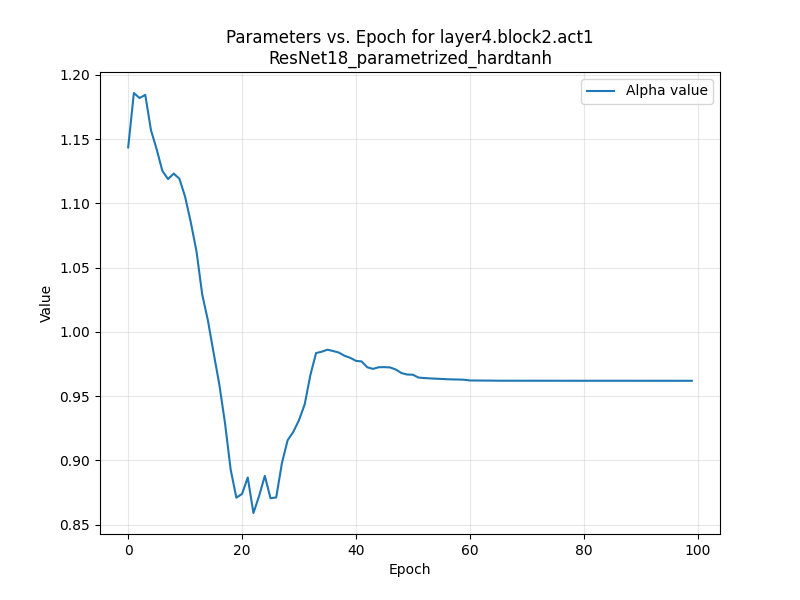 Parameters vs. Epoch for layer4.block2.act1
ResNet18_parametrized_hardtanh
Alpha value
1.20
1.15
1.10
1.05
1.00
0.95
0.90
0.85
Value
0 20 40 60 80 100
Epoch